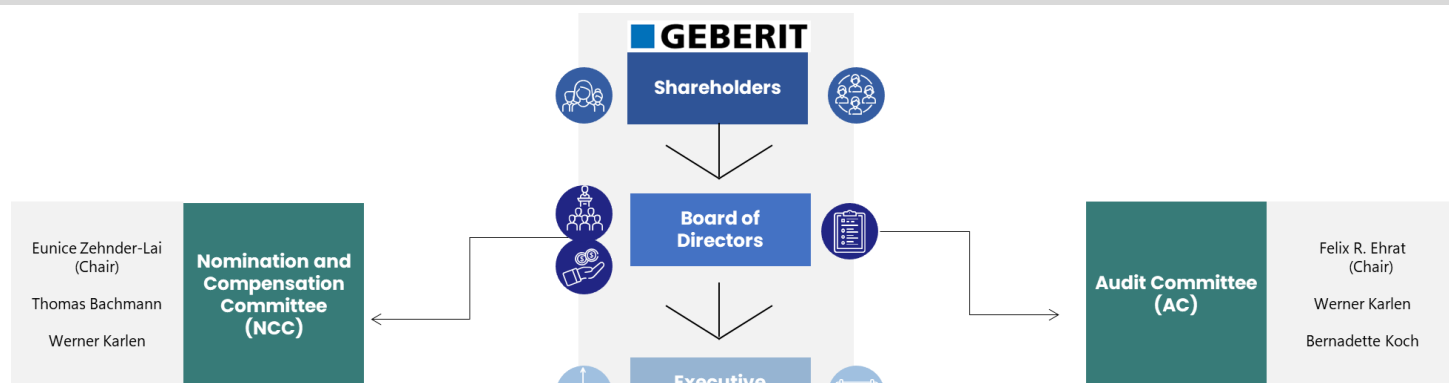 GEBERIT
Shareholders
Board of
Directors
Eunice Zehnder-Lai
(Chair)
Thomas Bachmann
Werner Karlen
Nomination and
Compensation
Committee
(NCC)
Audit Committee
(AC)
Felix R. Ehrat
(Chair)
Werner Karlen
Bernadette Koch
Executive